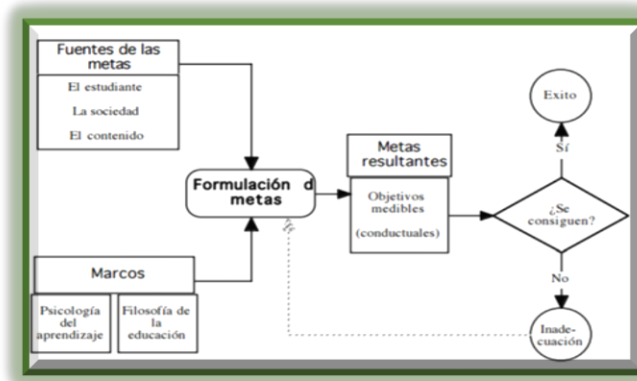 Fuentes de las
metas
El estudiante
La sociedad
El contenido
Formulación d
metas
Marcos
Psicología
del
aprendizaje
Filosofía de
la
educación
Metas
resultantes
Objetivos
medibles
(conductuales)
¿Se
consiguen?
Sí
Exito
No
Inade-
cuación